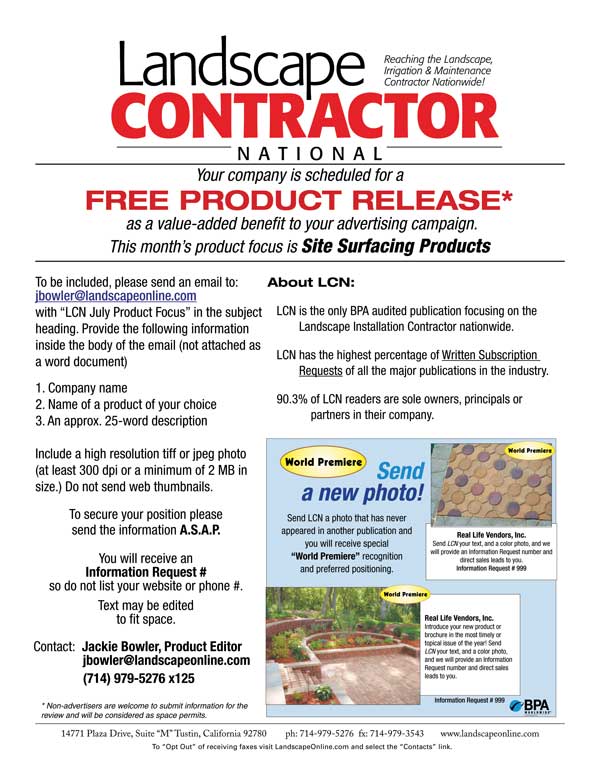 Landscape
Reaching the Landscape,
Irrigation & Maintenance
Contractor Nationwide!
CONTRACTOR
NATIONAL
Your company is scheduled for a
FREE PRODUCT RELEASE*
as a value-added benefit to your advertising campaign.
This month's product focus is Site Surfacing Products
To be included, please send an email to:
jbowler@landscapeonline.com
with “LCN July Product Focus” in the subject
heading. Provide the following information
inside the body of the email (not attached as
a word document)
1. Company name
2. Name of a product of your choice
3. An approx. 25-word description
Include a high resolution tiff or jpeg photo
(at least 300 dpi or a minimum of 2 MB in
size.) Do not send web thumbnails.
To secure your position please
send the information A.S.A.P.
You will receive an
Information Request #
so do not list your website or phone #.
Text may be edited
to fit space.
Contact: Jackie Bowler, Product Editor
jbowler@landscapeonline.com
(714) 979-5276 x125
* Non-advertisers are welcome to submit information for the
review and will be considered as space permits.
About LCN:
LCN is the only BPA audited publication focusing on the
Landscape Installation Contractor nationwide.
LCN has the highest percentage of Written Subscription
Requests of all the major publications in the industry.
90.3% of LCN readers are sole owners, principals or
partners in their company.
World Premiere
Send
a new photo!
Send LCN a photo that has never
appeared in another publication and
you will receive special
“World Premiere” recognition
and preferred positioning.
World Premiere
Real Life Vendors, Inc.
Send LCN your text, and a color photo, and we
will provide an Information Request number and
direct sales leads to you.
Information Request # 999
World Premiere
Real Life Vendors, Inc.
Introduce your new product or
brochure in the most timely or
topical issue of the year! Send
LCN your text, and a color photo,
and we will provide an Information
Request number and direct sales
leads to you.
Information Request # 999
BPA
WORLDWIDE
14771 Plaza Drive, Suite “M” Tustin, California 92780 ph: 714-979-5276 fx: 714-979-3543 www.landscapeonline.com
To “Opt Out” of receiving faxes visit LandscapeOnline.com and select the “Contacts” link.